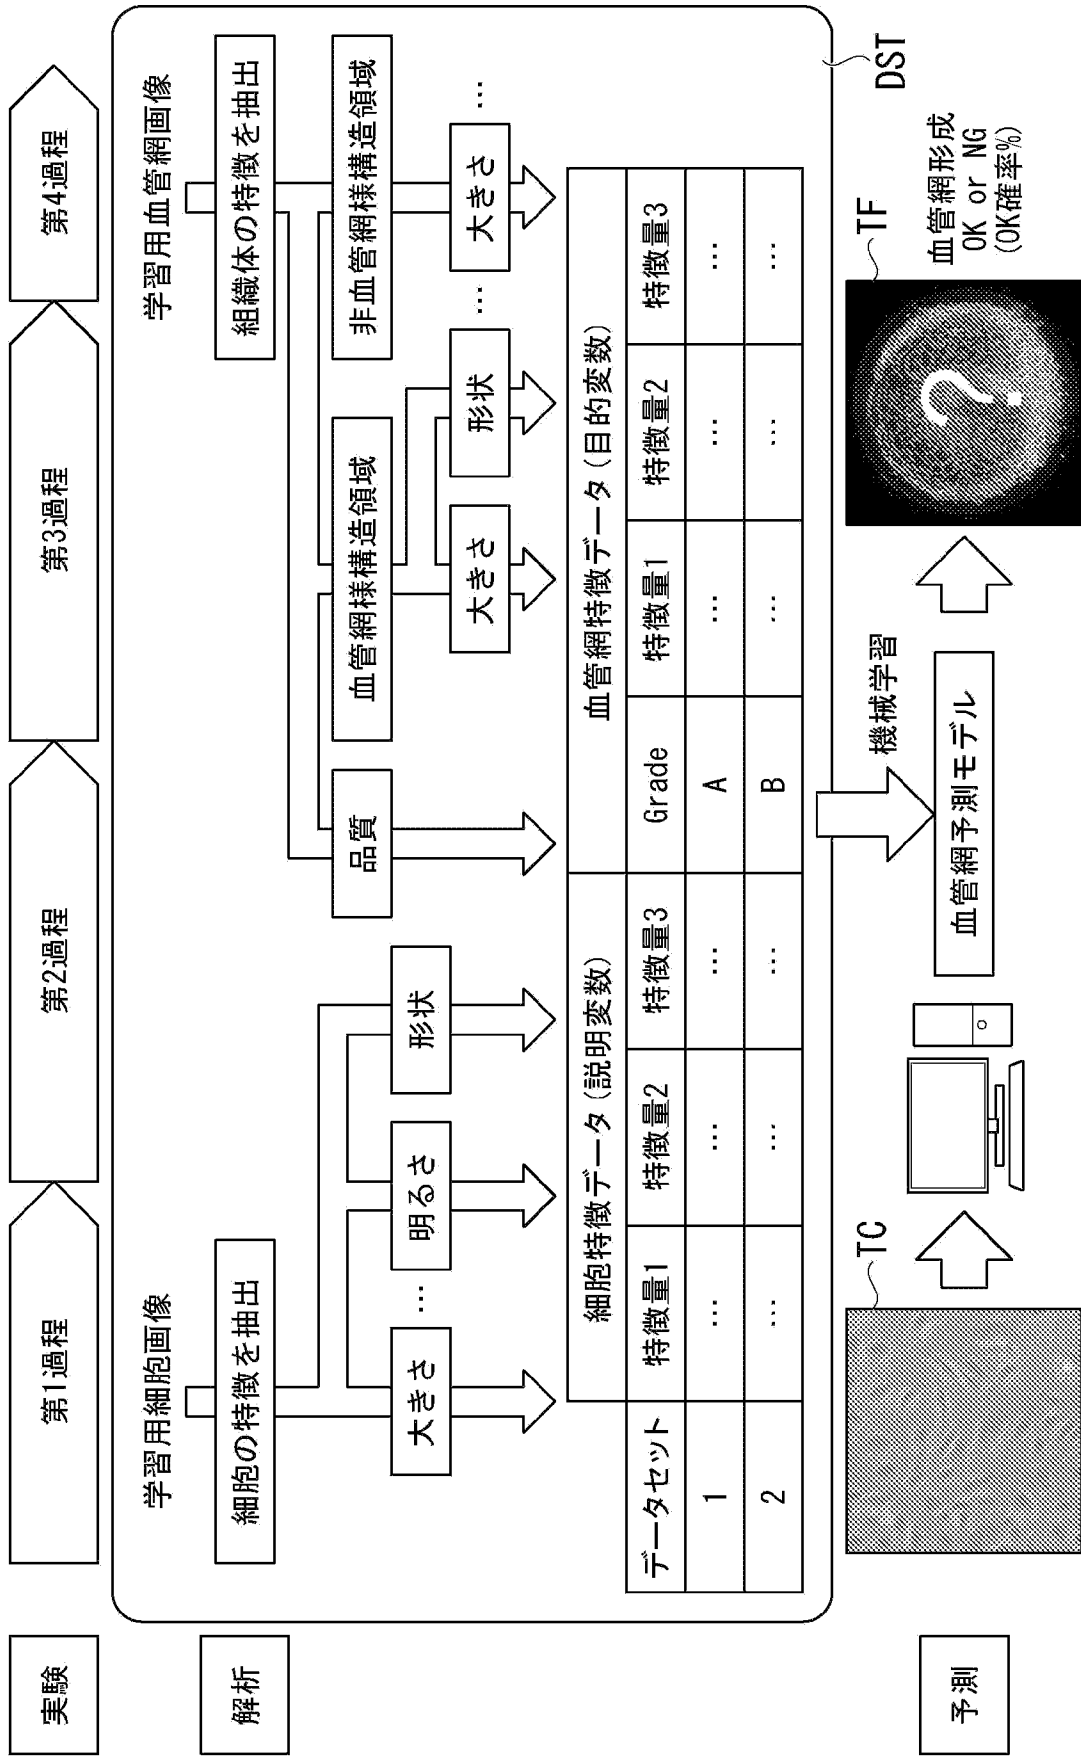 実験
第1過程
第2過程
第3過程
第4過程
解析
学習用細胞画像
学習用血管網画像
細胞の特徴を抽出
組織体の特徴を抽出
品質
血管網様構造領域
非血管網様構造領域
大きさ
…
明るさ
形状
大きさ
形状
…
大きさ
…
細胞特徴データ(説明変数)
血管網特徴データ(目的変数)
データセット
特徴量1
特徴量2
特徴量3
Grade
特徴量1
特徴量2
特徴量3
1
…
…
…
A
…
…
…
2
…
…
…
B
…
…
…
DST
機械学習
予測
TC
血管網予測モデル
TF
?
血管網形成
OK or NG
(OK確率%)